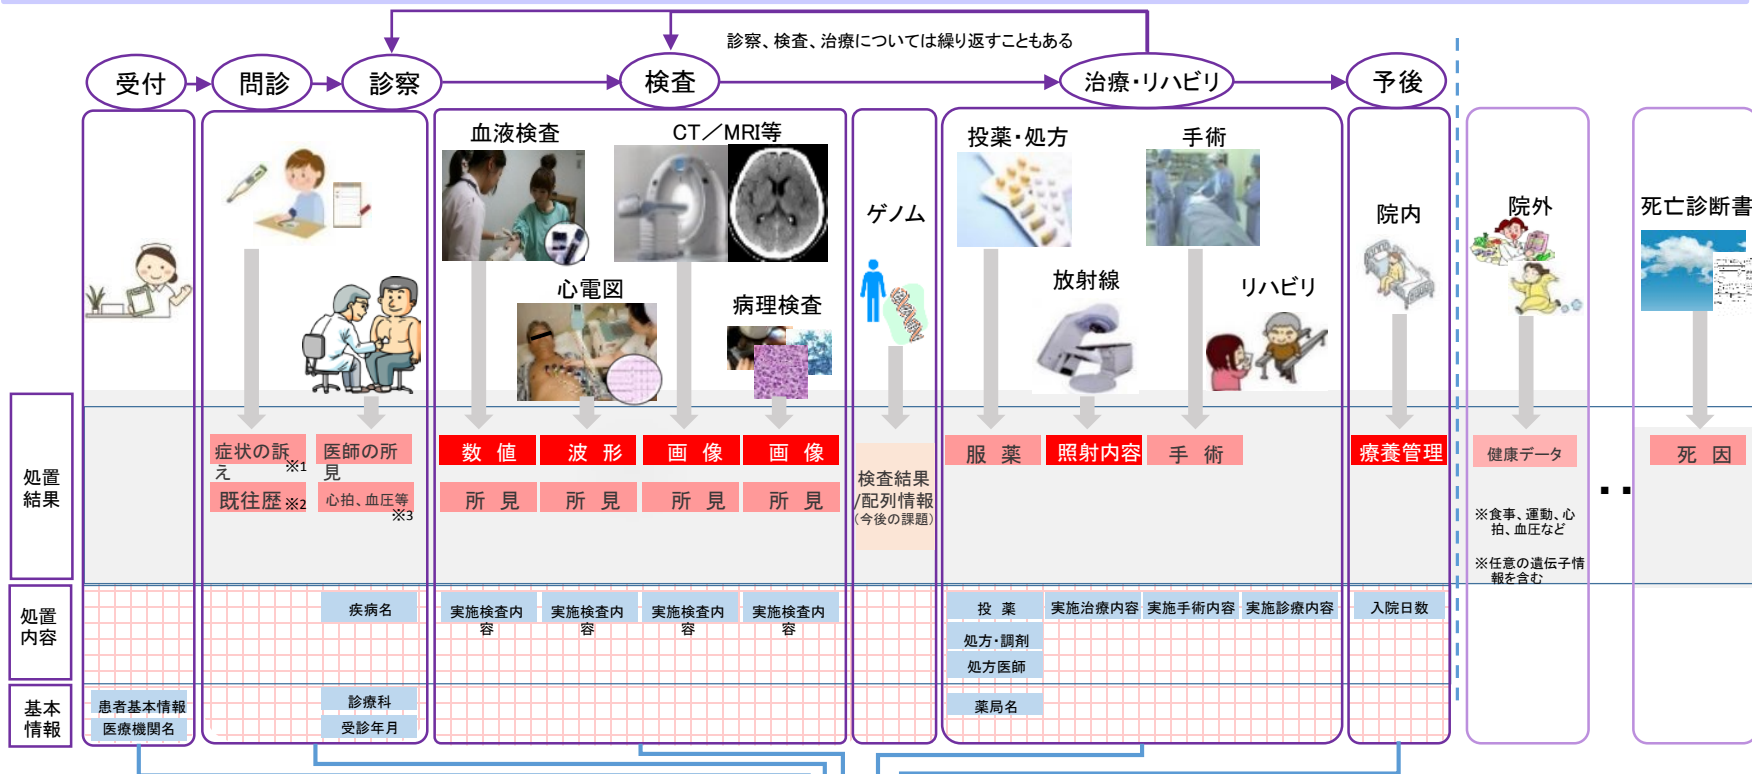 診察、検査、治療については繰り返すこともある
受付
問診
診察
検査
治療・リハビリ
予後
血液検査
CT／MRI等
心電図
病理検査
ゲノム
投薬・処方
手術
放射線
リハビリ
院内
院外
死亡診断書
処置
結果
症状の訴
え※1
既往歴※2
医師の所
見
心拍、血圧等
※3
数 値
波 形
画 像
画 像
所 見
所 見
所 見
所 見
検査結果
/配列情報
(今後の課題)
服 薬
照射内容
手 術
療養管理
健康データ
※食事、運動、心
拍、血圧など
※任意の遺伝子情
報を含む
・・
死 因
処置
内容
疾病名
実施検査内
容
実施検査内
容
実施検査内
容
実施検査内
容
投 薬
処方・調剤
処方医師
実施治療内容
実施手術内容
実施診療内容
入院日数
基本
情報
患者基本情報
医療機関名
診療科
受診年月
薬局名